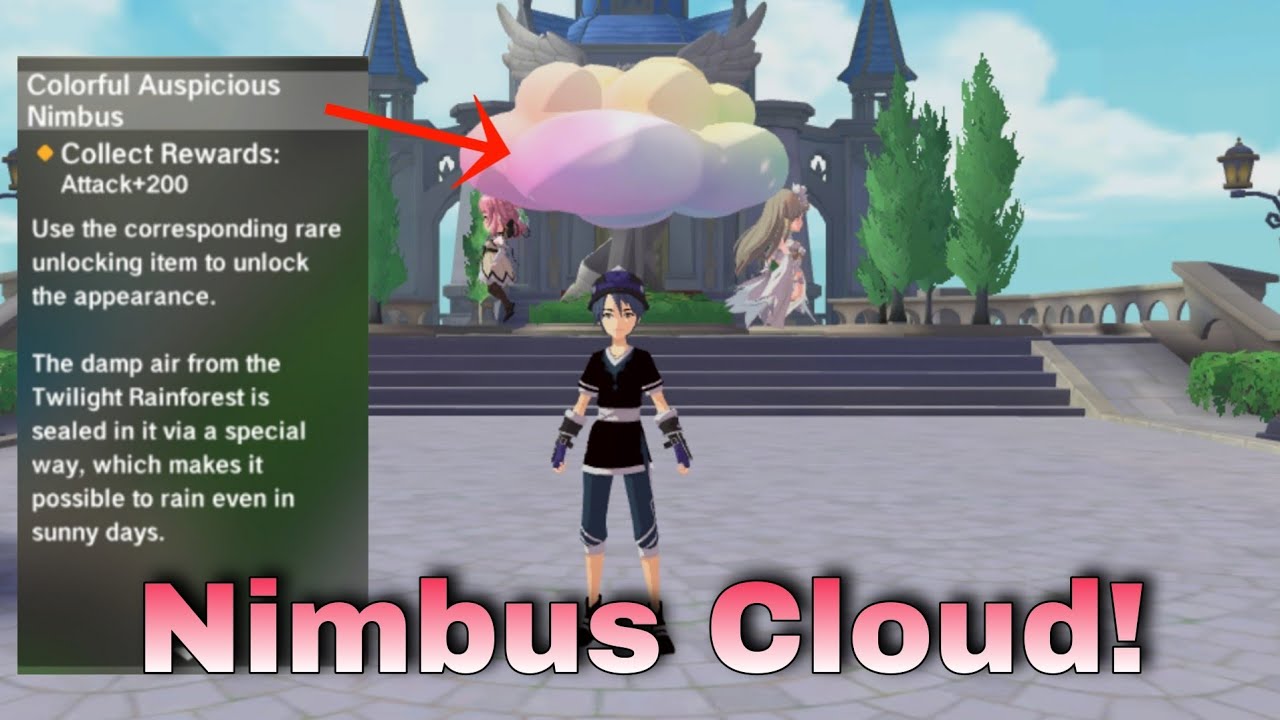 Colorful Auspicious
Nimbus
Collect Rewards:
Attack+200
Use the corresponding rare
unlocking item to unlock
the appearance.
The damp air from the
Twilight Rainforest is
sealed in it via a special
way, which makes it
possible to rain even in
sunny days.
Nimbus Cloud!